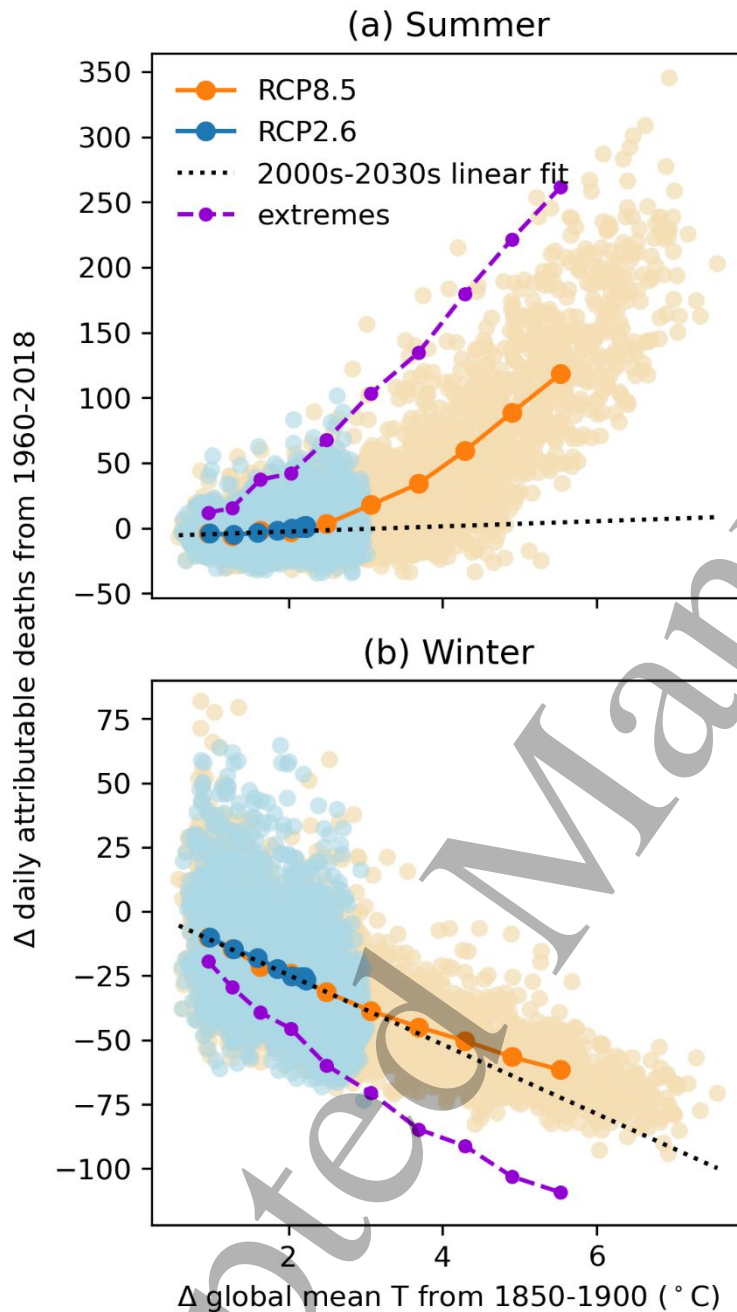 (a) Summer
350
300
250
200
150
100
50
0
−50
RCP8.5
RCP2.6
2000s-2030s linear fit
extremes
Δ daily attributable deaths from 1960-2018
(b) Winter
75
50
25
0
−25
−50
−75
−100
2
4
6
Δ global mean T from 1850-1900 (°C)